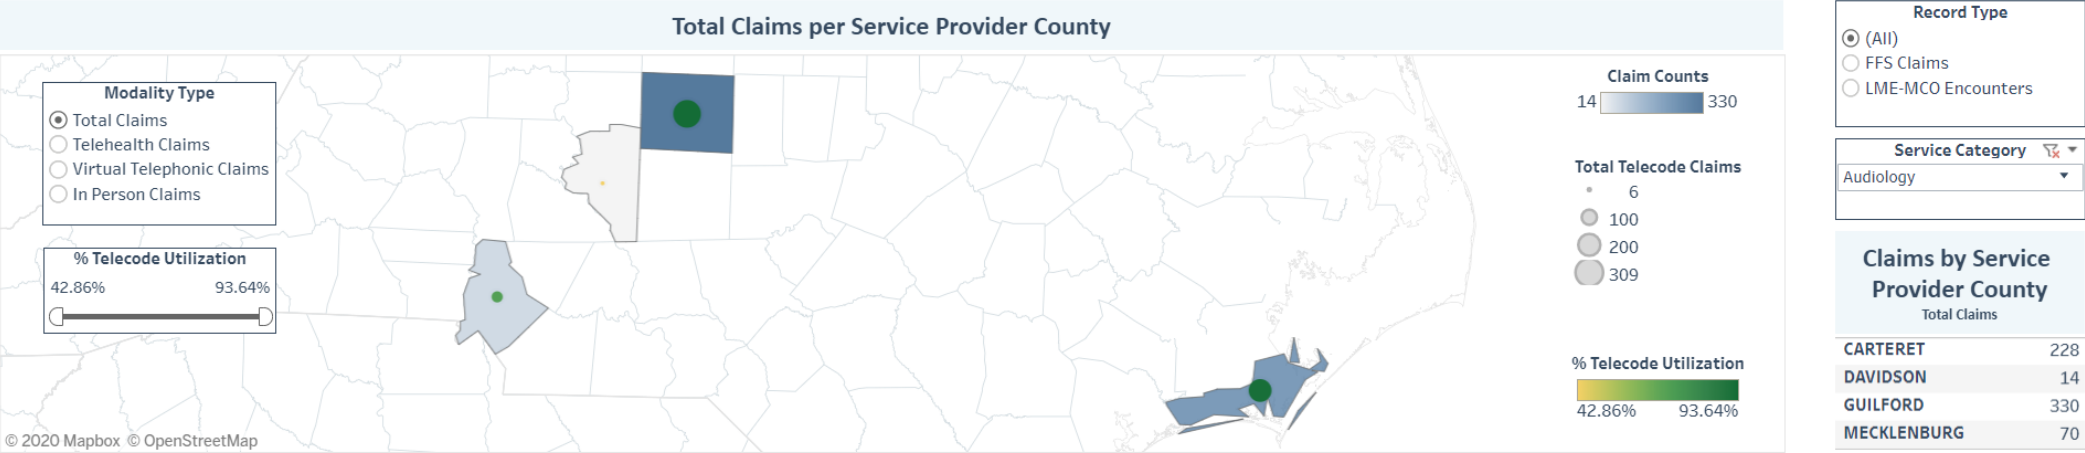 Total Claims per Service Provider County
Modality Type
Total Claims
Telehealth Claims
Virtual Telephonic Claims
In Person Claims
% Telecode Utilization
42.86% 93.64%
© 2020 Mapbox © OpenStreetMap
Claim Counts
14 330
Total Telecode Claims
6
100
200
309
% Telecode Utilization
42.86% 93.64%
Record Type
(All)
FFS Claims
LME-MCO Encounters
Service Category
Audiology
Claims by Service
Provider County
Total Claims
CARTERET 228
DAVIDSON 14
GUILFORD 330
MECKLENBURG 70